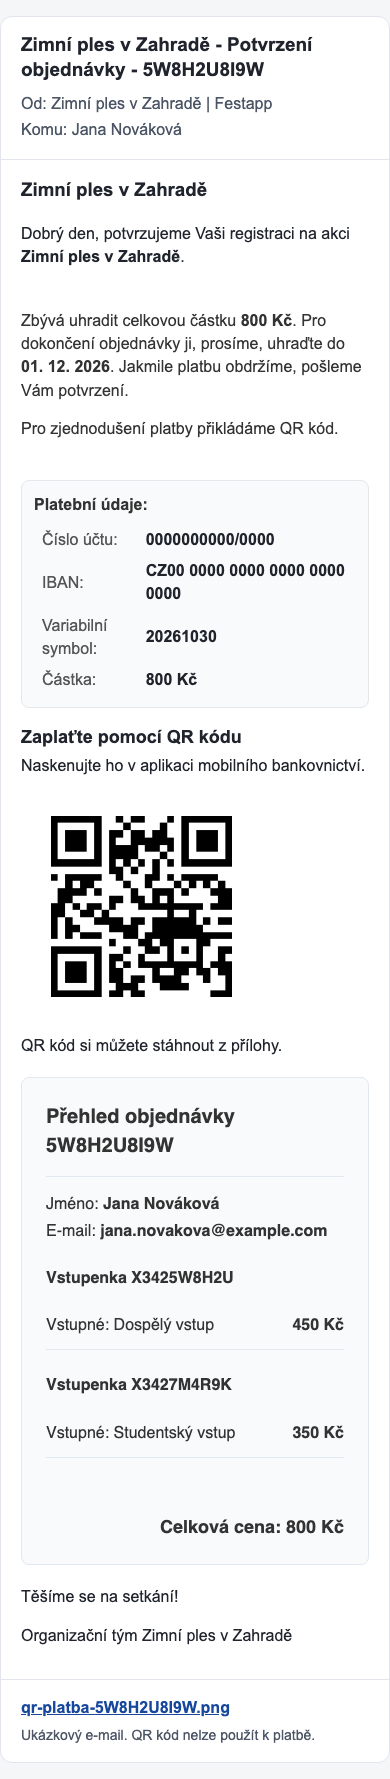 Zimní ples v Zahradě - Potvrzení
objednávky - 5W8H2U8I9W
Od: Zimní ples v Zahradě | Festapp
Komu: Jana Nováková
Zimní ples v Zahradě
Dobrý den, potvrzujeme Vaši registraci na akci
Zimní ples v Zahradě.
Zbývá uhradit celkovou částku 800 Kč. Pro
dokončení objednávky ji, prosíme, uhraďte do
01. 12. 2026. Jakmile platbu obdržíme, pošleme
Vám potvrzení.
Pro zjednodušení platby přikládáme QR kód.
Platební údaje:
Číslo účtu: 0000000000/0000
IBAN: CZ00 0000 0000 0000 0000
0000
Variabilní
symbol: 20261030
Částka: 800 Kč
Zaplaťte pomocí QR kódu
Naskenujte ho v aplikaci mobilního bankovnictví.
QR kód si můžete stáhnout z přílohy.
Přehled objednávky
5W8H2U8I9W
Jméno: Jana Nováková
E-mail: jana.novakova@example.com
Vstupenka X3425W8H2U
Vstupné: Dospělý vstup 450 Kč
Vstupenka X3427M4R9K
Vstupné: Studentský vstup 350 Kč
Celková cena: 800 Kč
Těšíme se na setkání!
Organizační tým Zimní ples v Zahradě
qr-platba-5W8H2U8I9W.png
Ukázkový e-mail. QR kód nelze použít k platbě.